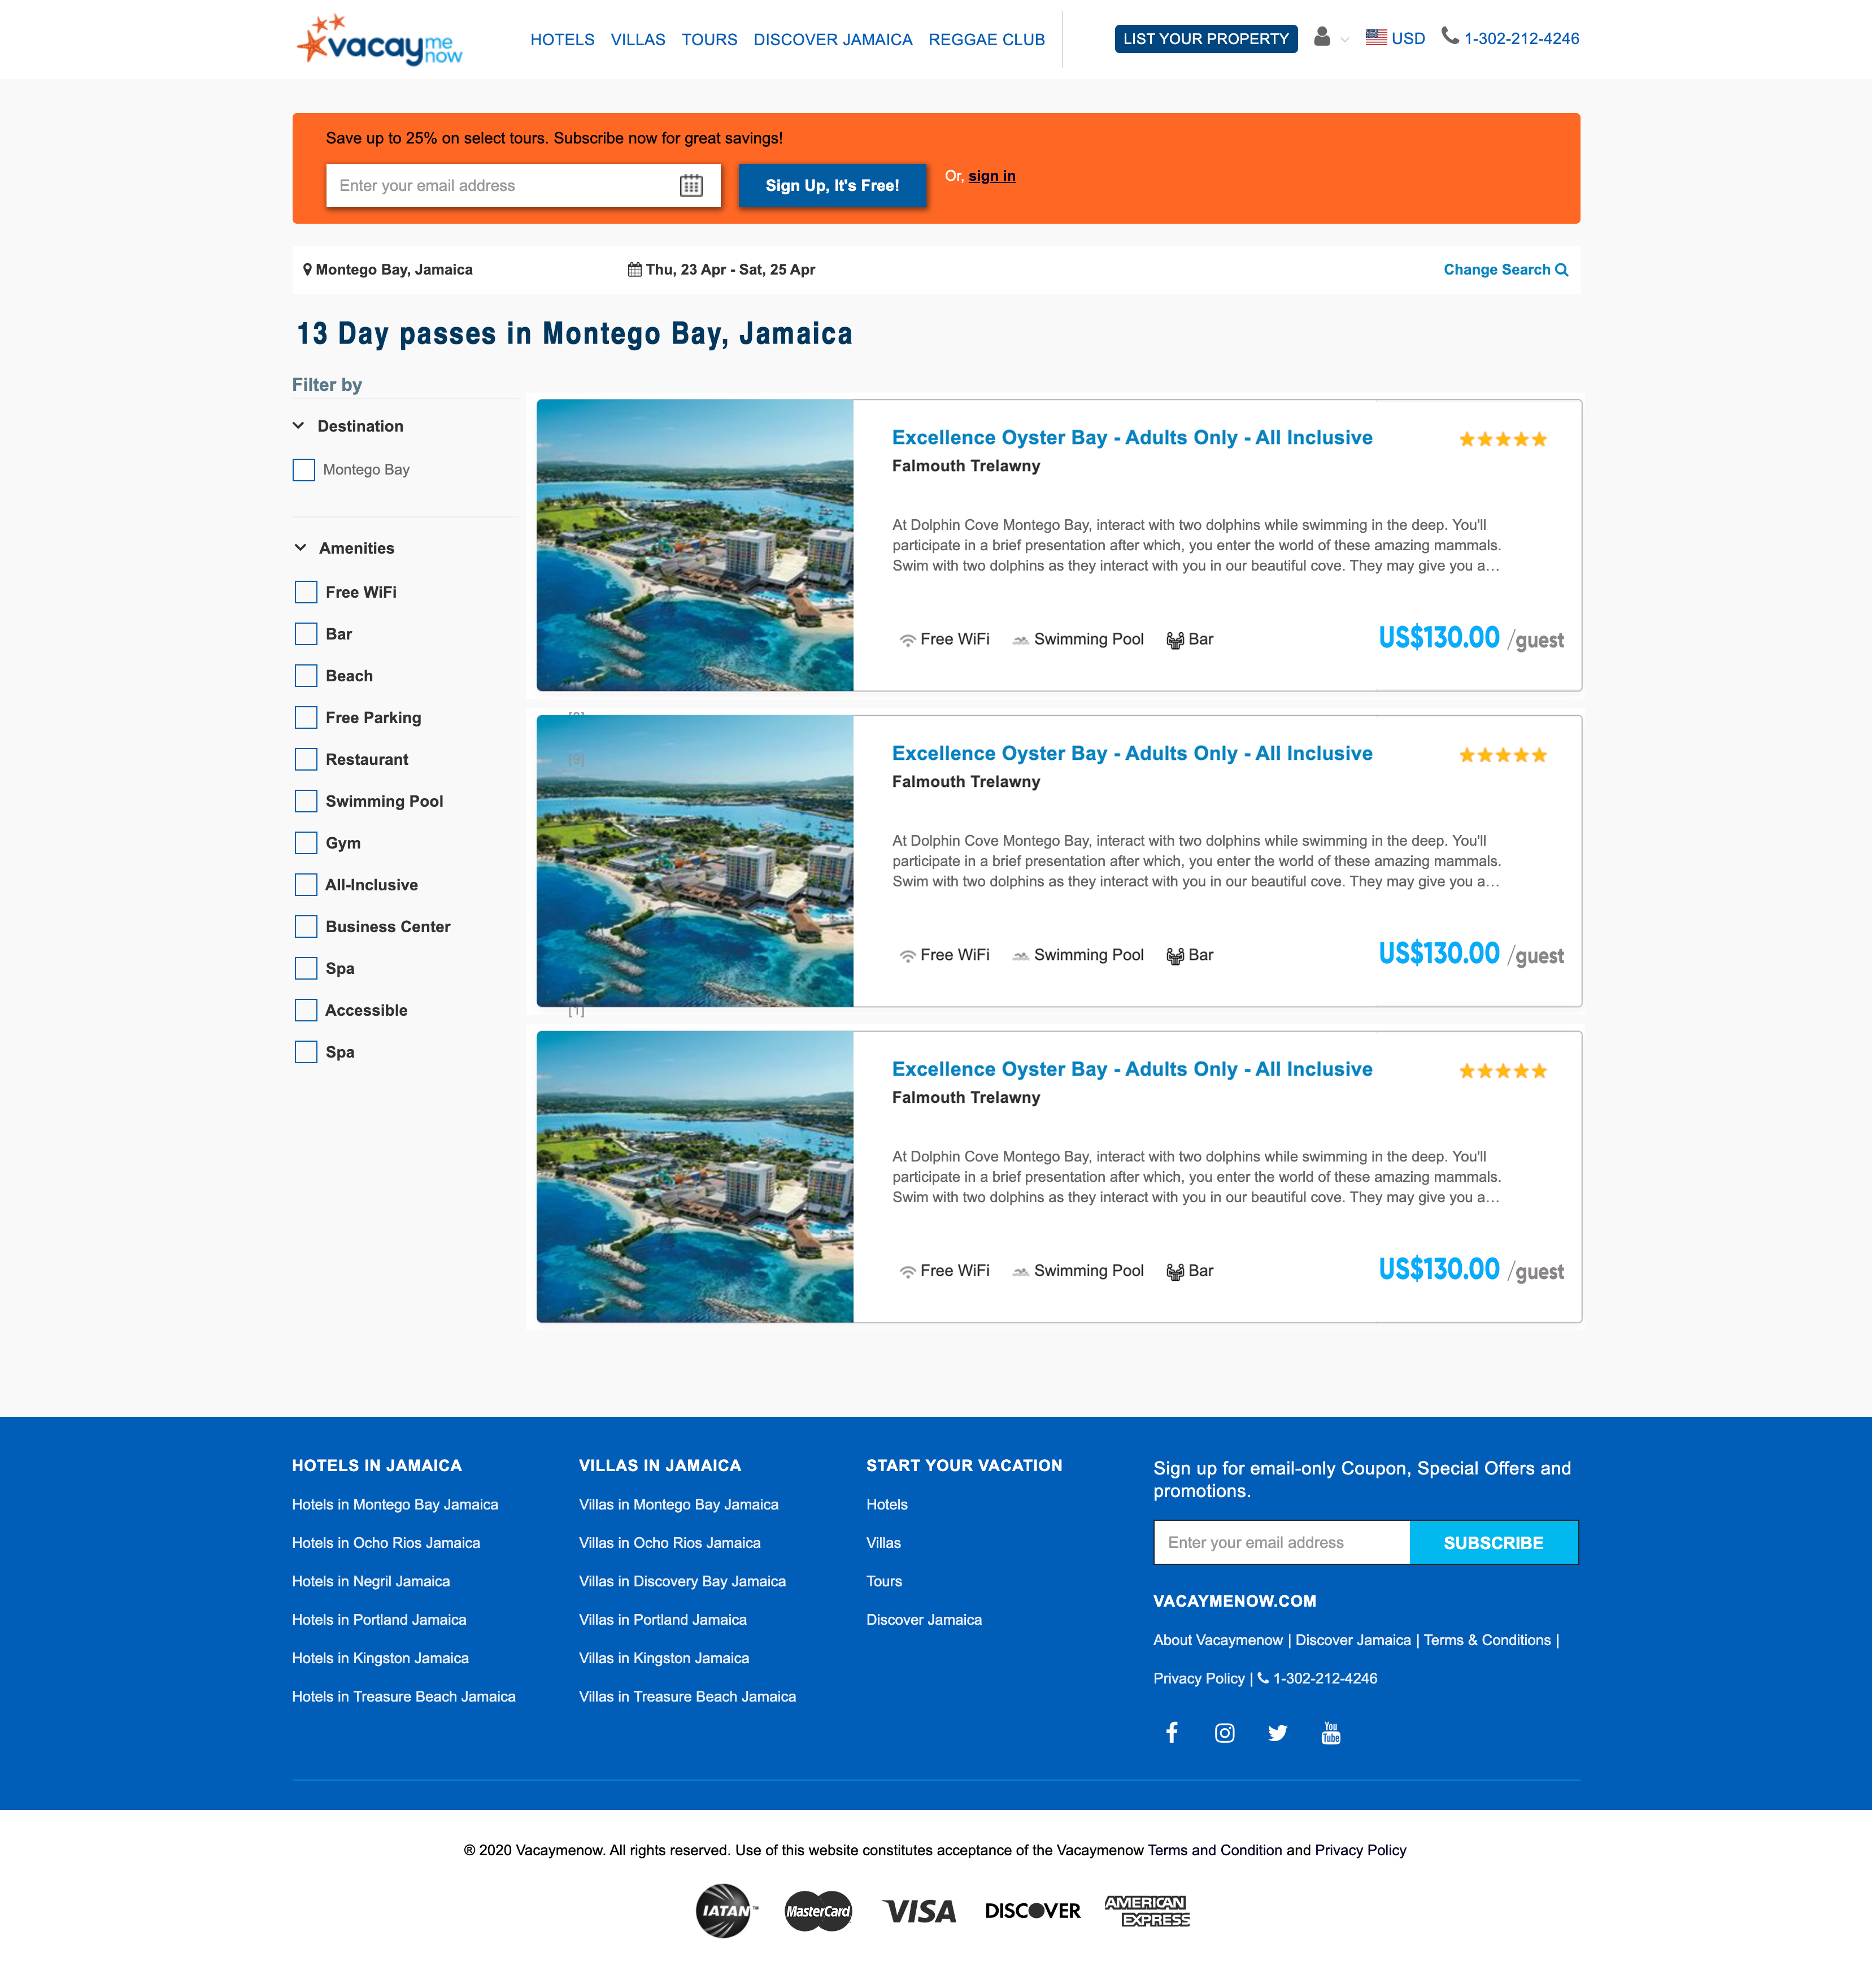 vacay me now
HOTELS VILLAS TOURS DISCOVER JAMAICA REGGAE CLUB
LIST YOUR PROPERTY USD 1-302-212-4246
Save up to 25% on select tours. Subscribe now for great savings!
Enter your email address
Sign Up, It's Free!
Or, sign in
Montego Bay, Jamaica
Thu, 23 Apr - Sat, 25 Apr
Change Search
13 Day passes in Montego Bay, Jamaica
Filter by
Destination
Montego Bay
Amenities
Free WiFi
Bar
Beach
Free Parking
Restaurant
Swimming Pool
Gym
All-Inclusive
Business Center
Spa
Accessible
Spa
Excellence Oyster Bay - Adults Only - All Inclusive
Falmouth Trelawny
At Dolphin Cove Montego Bay, interact with two dolphins while swimming in the deep. You'll
participate in a brief presentation after which, you enter the world of these amazing mammals.
Swim with two dolphins as they interact with you in our beautiful cove. They may give you a…
Free WiFi Swimming Pool Bar
US$130.00 /guest
[9]
Excellence Oyster Bay - Adults Only - All Inclusive
Falmouth Trelawny
At Dolphin Cove Montego Bay, interact with two dolphins while swimming in the deep. You'll
participate in a brief presentation after which, you enter the world of these amazing mammals.
Swim with two dolphins as they interact with you in our beautiful cove. They may give you a…
Free WiFi Swimming Pool Bar
US$130.00 /guest
[1]
Excellence Oyster Bay - Adults Only - All Inclusive
Falmouth Trelawny
At Dolphin Cove Montego Bay, interact with two dolphins while swimming in the deep. You'll
participate in a brief presentation after which, you enter the world of these amazing mammals.
Swim with two dolphins as they interact with you in our beautiful cove. They may give you a…
Free WiFi Swimming Pool Bar
US$130.00 /guest
HOTELS IN JAMAICA
Hotels in Montego Bay Jamaica
Hotels in Ocho Rios Jamaica
Hotels in Negril Jamaica
Hotels in Portland Jamaica
Hotels in Kingston Jamaica
Hotels in Treasure Beach Jamaica
VILLAS IN JAMAICA
Villas in Montego Bay Jamaica
Villas in Ocho Rios Jamaica
Villas in Discovery Bay Jamaica
Villas in Portland Jamaica
Villas in Kingston Jamaica
Villas in Treasure Beach Jamaica
START YOUR VACATION
Hotels
Villas
Tours
Discover Jamaica
Sign up for email-only Coupon, Special Offers and
promotions.
Enter your email address
SUBSCRIBE
VACAYMENOW.COM
About Vacaymenow | Discover Jamaica | Terms & Conditions |
Privacy Policy | 1-302-212-4246
You Tube
® 2020 Vacaymenow. All rights reserved. Use of this website constitutes acceptance of the Vacaymenow Terms and Condition and Privacy Policy
IATAN™ MasterCard VISA DISCOVER AMERICAN EXPRESS